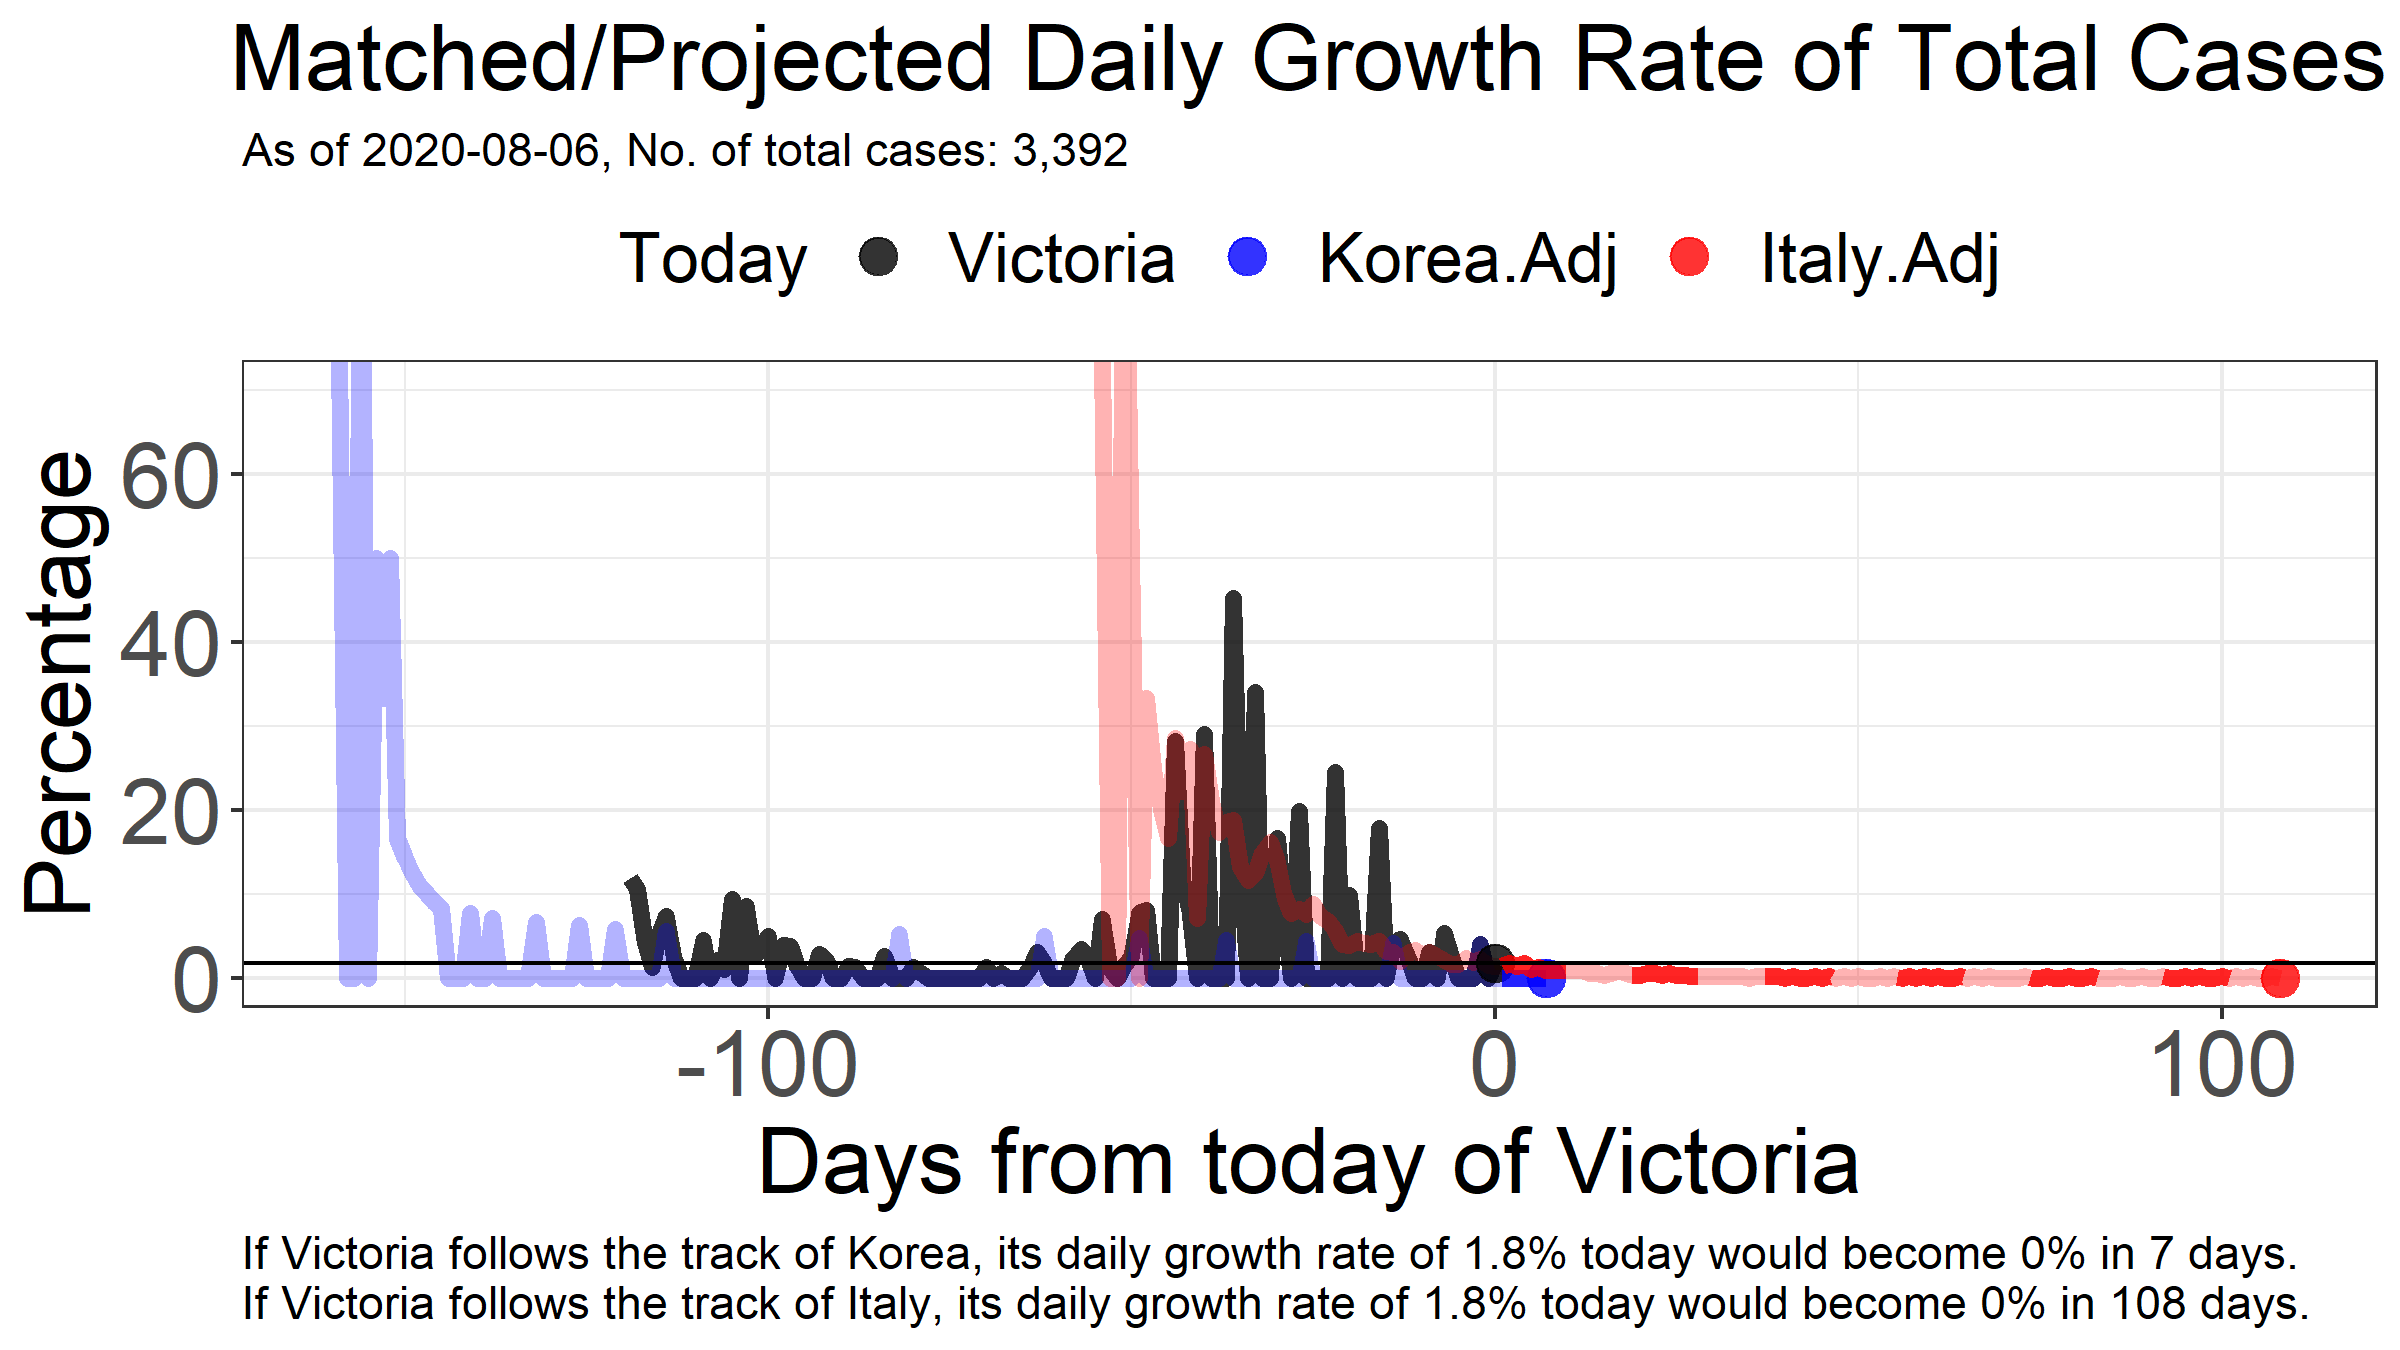 Matched/Projected Daily Growth Rate of Total Cases
As of 2020-08-06, No. of total cases: 3,392
Today Victoria Korea.Adj Italy.Adj
Percentage
60
40
20
0
-100 0 100
Days from today of Victoria
If Victoria follows the track of Korea, its daily growth rate of 1.8% today would become 0% in 7 days.
If Victoria follows the track of Italy, its daily growth rate of 1.8% today would become 0% in 108 days.